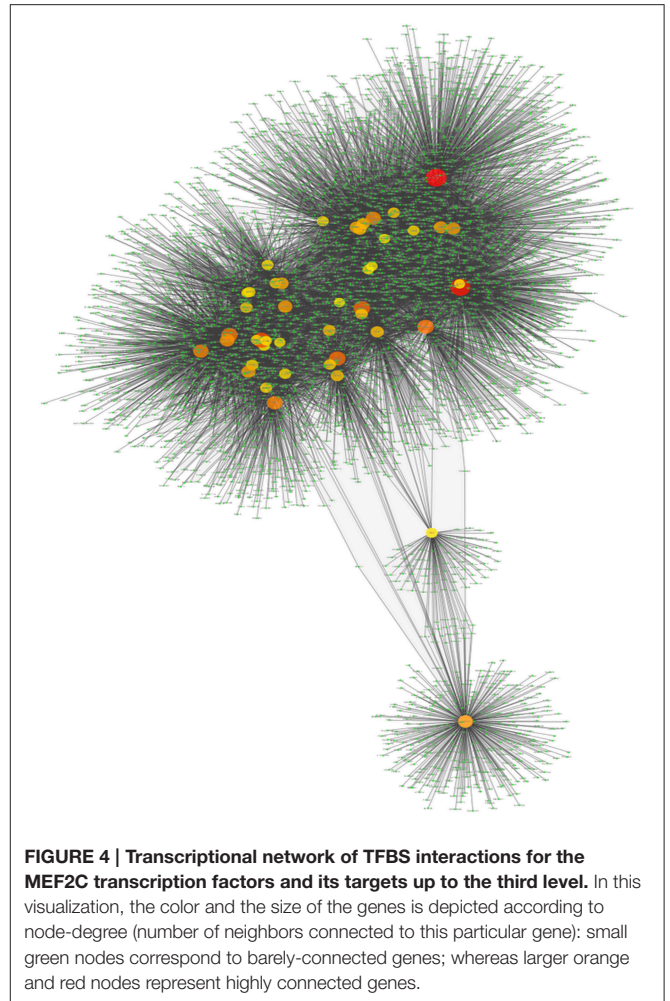 FIGURE 4 | Transcriptional network of TFBS interactions for the
MEF2C transcription factors and its targets up to the third level. In this
visualization, the color and the size of the genes is depicted according to
node-degree (number of neighbors connected to this particular gene): small
green nodes correspond to barely-connected genes; whereas larger orange
and red nodes represent highly connected genes.